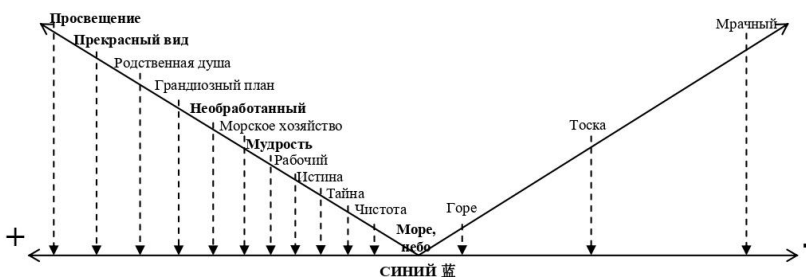 Просвещение
Прекрасный вид
Родственная душа
Грандиозный план
Необработанный
Морское хозяйство
Мудрость
Рабочий
Истина
Тайна
Чистота
Море,
небо
Горе
Тоска
Мрачный
+
-
СИНИЙ 蓝